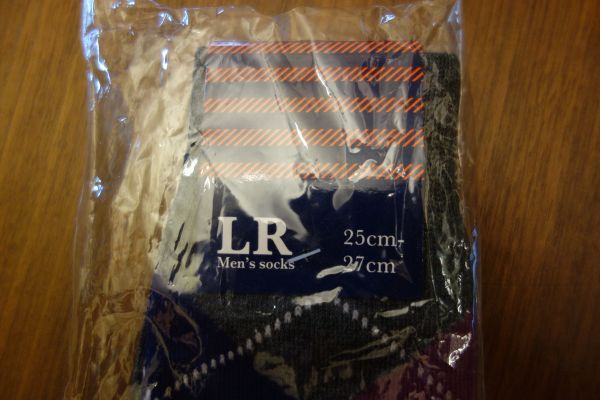 LR
Men's socks
25cm-
27cm